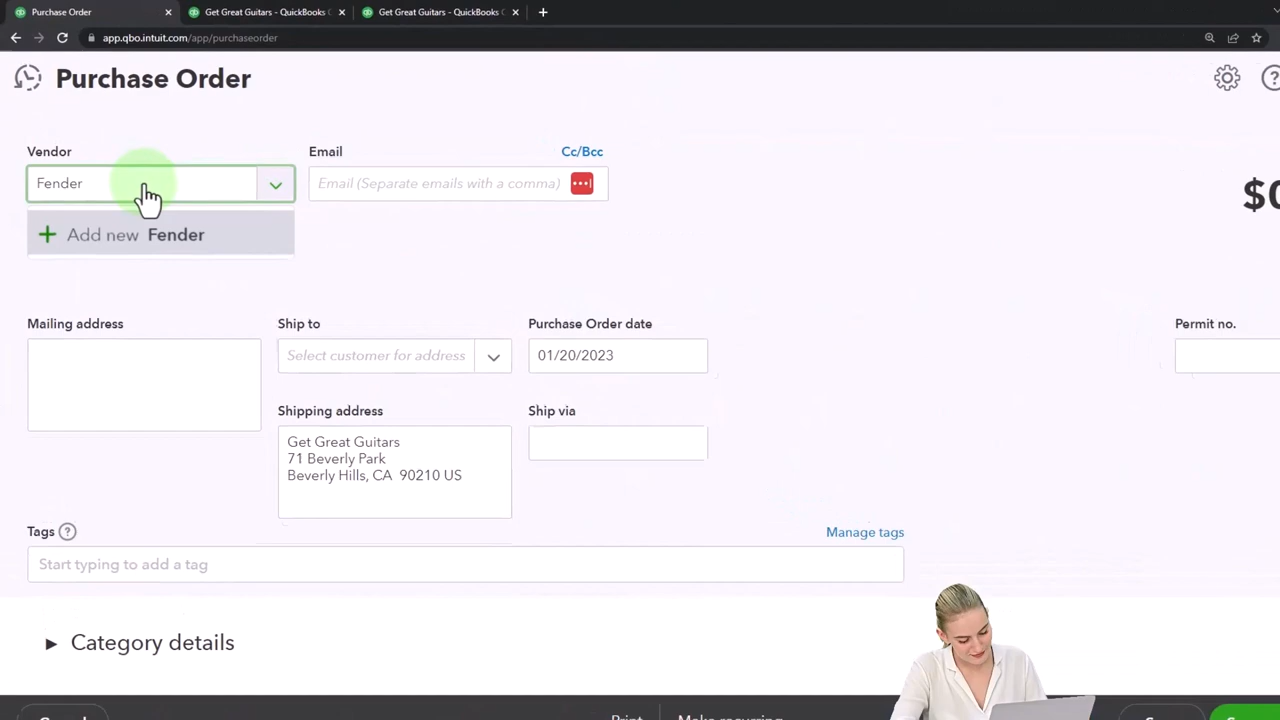 Purchase Order
Get Great Guitars - QuickBooks O
Get Great Guitars - QuickBooks O
app.qbo.intuit.com/app/purchaseorder
Purchase Order
Vendor
Email
Cc/Bcc
Fender
Email (Separate emails with a comma)
$0
Add new Fender
Mailing address
Ship to
Purchase Order date
Permit no.
Select customer for address
01/20/2023
Shipping address
Ship via
Get Great Guitars
71 Beverly Park
Beverly Hills, CA 90210 US
Tags
Manage tags
Start typing to add a tag
Category details
Print
Make recurring